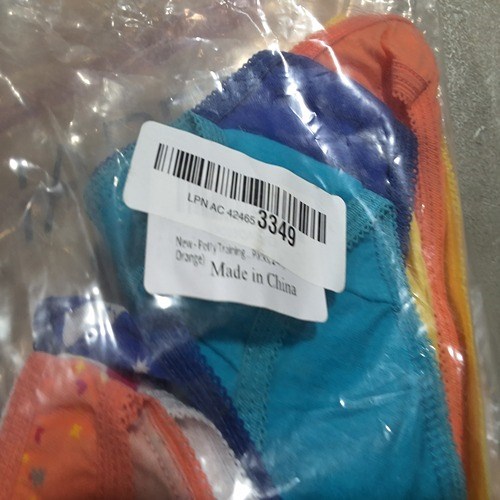 LPN AC 42465 3349
New - Potty Training
Orange)
Made in China